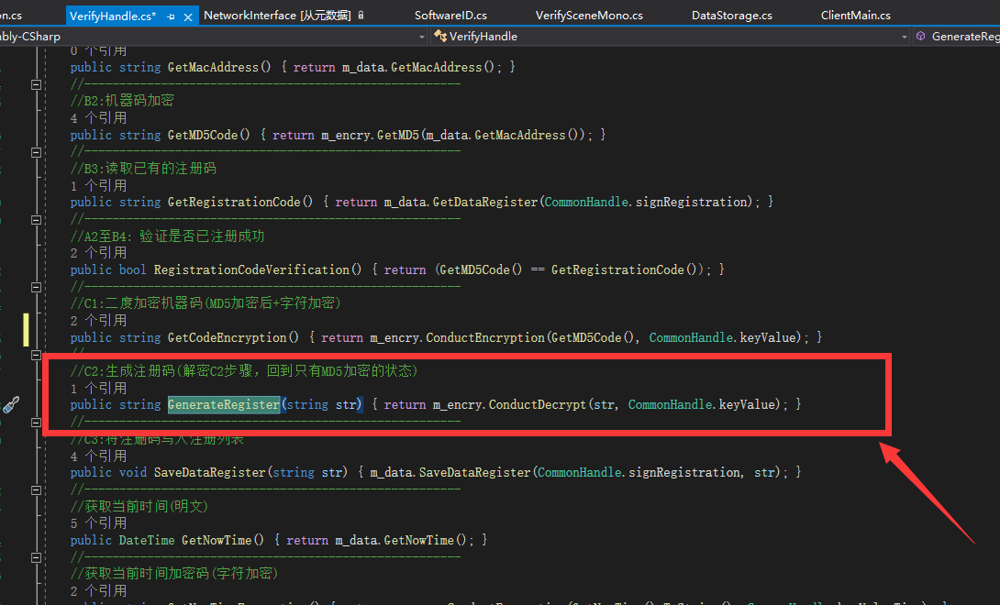 on.cs VerifyHandle.cs* NetworkInterface [从元数据] SoftwareID.cs VerifySceneMono.cs DataStorage.cs ClientMain.cs
bly-CSharp VerifyHandle GenerateReg
0 个引用
public string GetMacAddress() { return m_data.GetMacAddress(); }
//------------------------------------------------------
//B2:机器码加密
4 个引用
public string GetMD5Code() { return m_encry.GetMD5(m_data.GetMacAddress()); }
//------------------------------------------------------
//B3:读取已有的注册码
1 个引用
public string GetRegistrationCode() { return m_data.GetDataRegister(CommonHandle.signRegistration); }
//------------------------------------------------------
//A2至B4: 验证是否已注册成功
2 个引用
public bool RegistrationCodeVerification() { return (GetMD5Code() == GetRegistrationCode()); }
//------------------------------------------------------
//C1:二度加密机器码(MD5加密后+字符加密)
2 个引用
public string GetCodeEncryption() { return m_encry.ConductEncryption(GetMD5Code(), CommonHandle.keyValue); }
//C2:生成注册码(解密C2步骤，回到只有MD5加密的状态)
1 个引用
public string GenerateRegister(string str) { return m_encry.ConductDecrypt(str, CommonHandle.keyValue); }
//------------------------------------------------------
//C3:将注册码写入注册列表
4 个引用
public void SaveDataRegister(string str) { m_data.SaveDataRegister(CommonHandle.signRegistration, str); }
//------------------------------------------------------
//获取当前时间(明文)
5 个引用
public DateTime GetNowTime() { return m_data.GetNowTime(); }
//------------------------------------------------------
//获取当前时间加密码(字符加密)
2 个引用